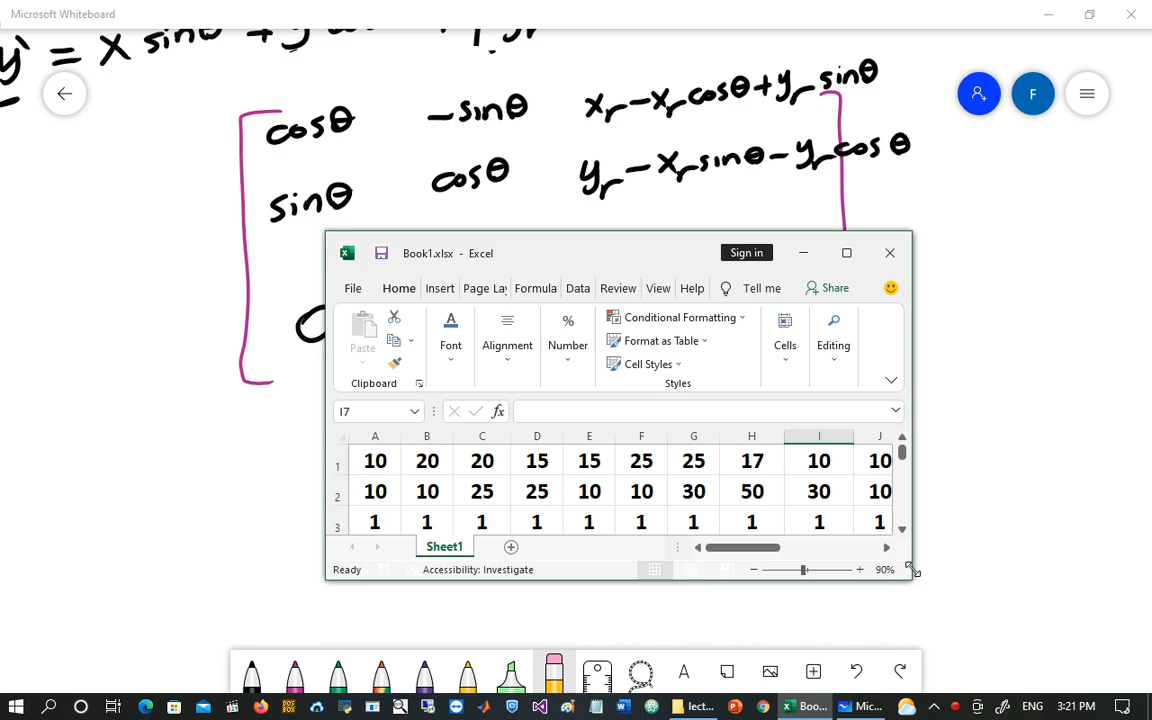 Microsoft Whiteboard
y` = x sinθ + y
F
cosθ -sinθ xr-xrcosθ+yrsinθ
sinθ cosθ yr-xrsinθ-yrcosθ
Book1.xlsx - Excel
Sign in
File Home Insert Page Lay Formula Data Review View Help Tell me Share
Conditional Formatting
Format as Table
Cell Styles
Paste
Font Alignment Number Cells Editing
Clipboard Styles
I7 fx
A B C D E F G H I J
1 10 20 20 15 15 25 25 17 10 10
2 10 10 25 25 10 10 30 50 30 10
3 1 1 1 1 1 1 1 1 1 1
Sheet1
Ready Accessibility: Investigate 90%
lect... Boo... Mic... ENG 3:21 PM